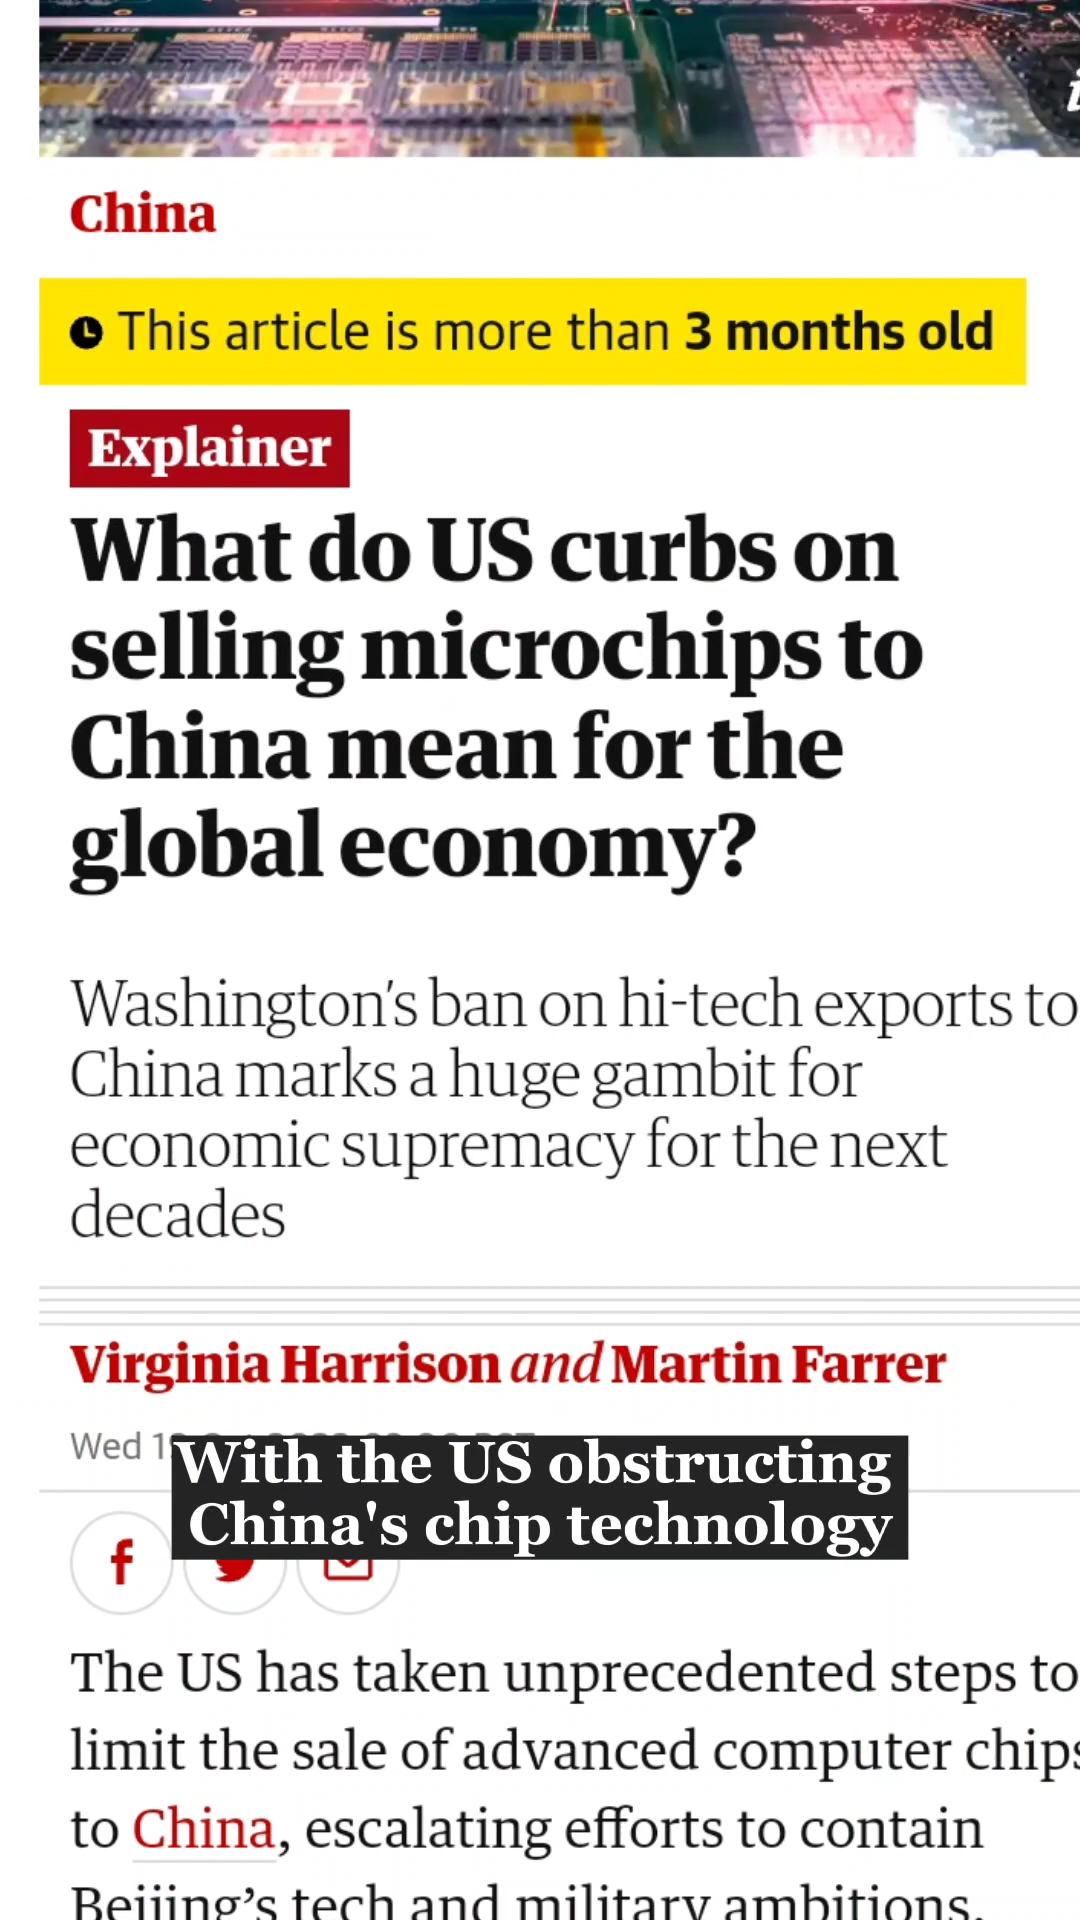 China
This article is more than 3 months old
Explainer
What do US curbs on
selling microchips to
China mean for the
global economy?
Washington's ban on hi-tech exports to
China marks a huge gambit for
economic supremacy for the next
decades
Virginia Harrison and Martin Farrer
Wed
With the US obstructing
China's chip technology
The US has taken unprecedented steps to
limit the sale of advanced computer chips
to China, escalating efforts to contain
Beijing’s tech and military ambitions.